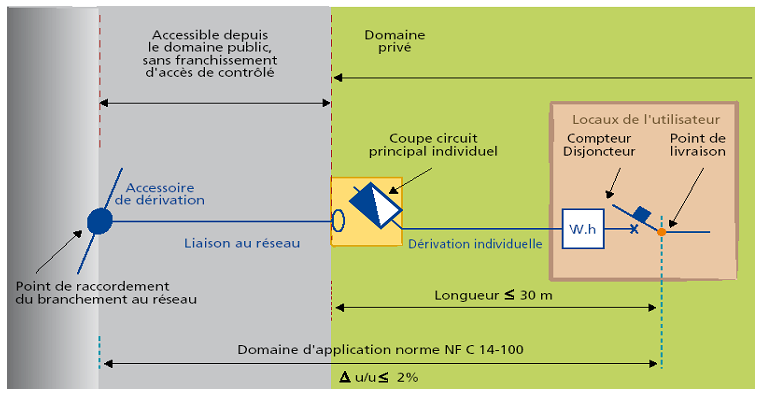 Accessible depuis
le domaine public,
sans franchissement
d'accès de contrôlé
Domaine
privé
Locaux de l'utilisateur
Coupe circuit
principal individuel
Compteur
Disjoncteur
Point de
livraison
Accessoire
de dérivation
Liaison au réseau
Dérivation individuelle
W.h
Point de raccordement
du branchement au réseau
Longueur ≤ 30 m
Domaine d'application norme NF C 14-100
Δ u/u ≤ 2%